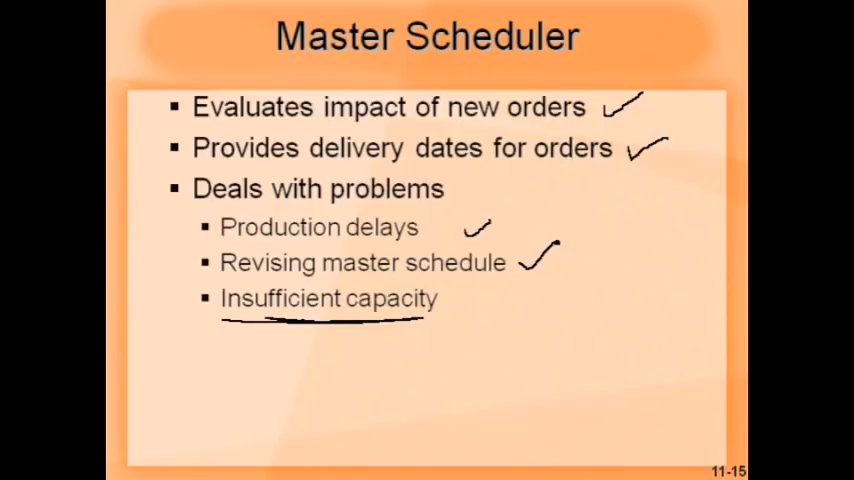 Master Scheduler
▪ Evaluates impact of new orders
▪ Provides delivery dates for orders
▪ Deals with problems
▪ Production delays
▪ Revising master schedule
▪ Insufficient capacity
11-15